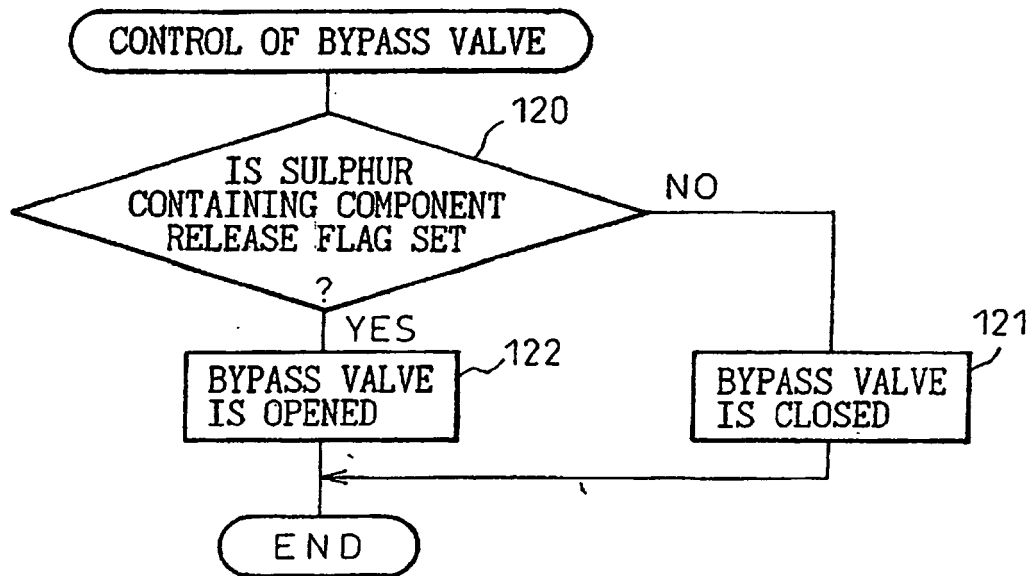 CONTROL OF BYPASS VALVE
120
IS SULPHUR
CONTAINING COMPONENT
RELEASE FLAG SET
?
NO
YES
122
121
BYPASS VALVE
IS OPENED
BYPASS VALVE
IS CLOSED
END